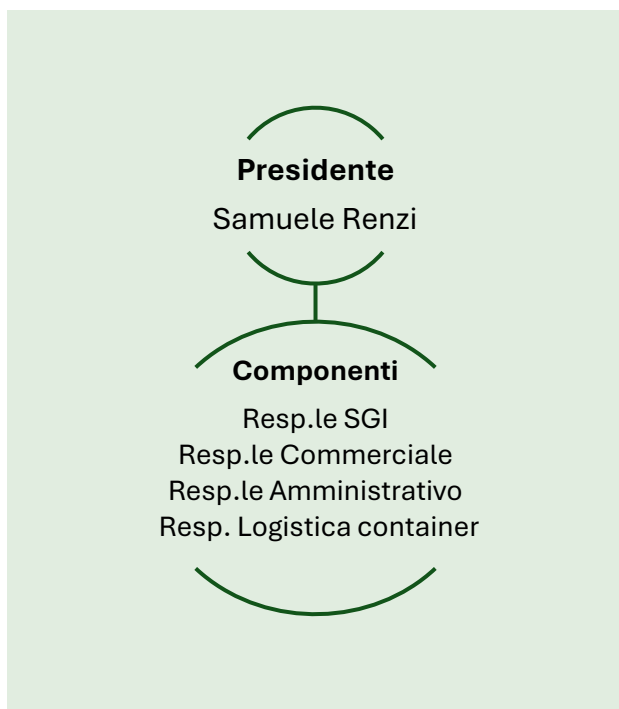 Presidente
Samuele Renzi
Componenti
Resp.le SGI
Resp.le Commerciale
Resp.le Amministrativo
Resp. Logistica container